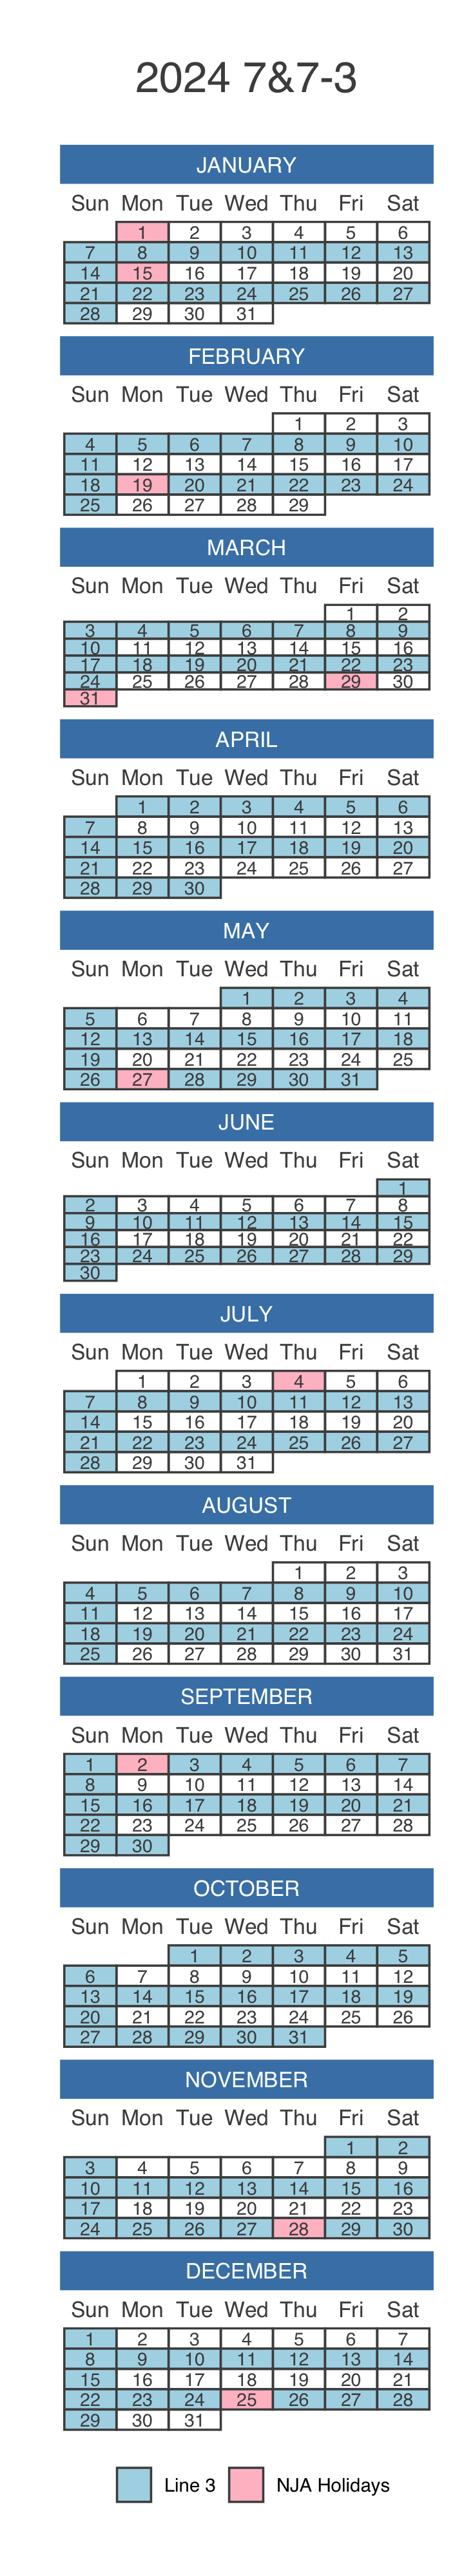 2024 7&7-3
JANUARY
Sun Mon Tue Wed Thu Fri Sat
1 2 3 4 5 6
7 8 9 10 11 12 13
14 15 16 17 18 19 20
21 22 23 24 25 26 27
28 29 30 31
FEBRUARY
Sun Mon Tue Wed Thu Fri Sat
1 2 3
4 5 6 7 8 9 10
11 12 13 14 15 16 17
18 19 20 21 22 23 24
25 26 27 28 29
MARCH
Sun Mon Tue Wed Thu Fri Sat
1 2
3 4 5 6 7 8 9
10 11 12 13 14 15 16
17 18 19 20 21 22 23
24 25 26 27 28 29 30
31
APRIL
Sun Mon Tue Wed Thu Fri Sat
1 2 3 4 5 6
7 8 9 10 11 12 13
14 15 16 17 18 19 20
21 22 23 24 25 26 27
28 29 30
MAY
Sun Mon Tue Wed Thu Fri Sat
1 2 3 4
5 6 7 8 9 10 11
12 13 14 15 16 17 18
19 20 21 22 23 24 25
26 27 28 29 30 31
JUNE
Sun Mon Tue Wed Thu Fri Sat
1
2 3 4 5 6 7 8
9 10 11 12 13 14 15
16 17 18 19 20 21 22
23 24 25 26 27 28 29
30
JULY
Sun Mon Tue Wed Thu Fri Sat
1 2 3 4 5 6
7 8 9 10 11 12 13
14 15 16 17 18 19 20
21 22 23 24 25 26 27
28 29 30 31
AUGUST
Sun Mon Tue Wed Thu Fri Sat
1 2 3
4 5 6 7 8 9 10
11 12 13 14 15 16 17
18 19 20 21 22 23 24
25 26 27 28 29 30 31
SEPTEMBER
Sun Mon Tue Wed Thu Fri Sat
1 2 3 4 5 6 7
8 9 10 11 12 13 14
15 16 17 18 19 20 21
22 23 24 25 26 27 28
29 30
OCTOBER
Sun Mon Tue Wed Thu Fri Sat
1 2 3 4 5
6 7 8 9 10 11 12
13 14 15 16 17 18 19
20 21 22 23 24 25 26
27 28 29 30 31
NOVEMBER
Sun Mon Tue Wed Thu Fri Sat
1 2
3 4 5 6 7 8 9
10 11 12 13 14 15 16
17 18 19 20 21 22 23
24 25 26 27 28 29 30
DECEMBER
Sun Mon Tue Wed Thu Fri Sat
1 2 3 4 5 6 7
8 9 10 11 12 13 14
15 16 17 18 19 20 21
22 23 24 25 26 27 28
29 30 31
Line 3 NJA Holidays